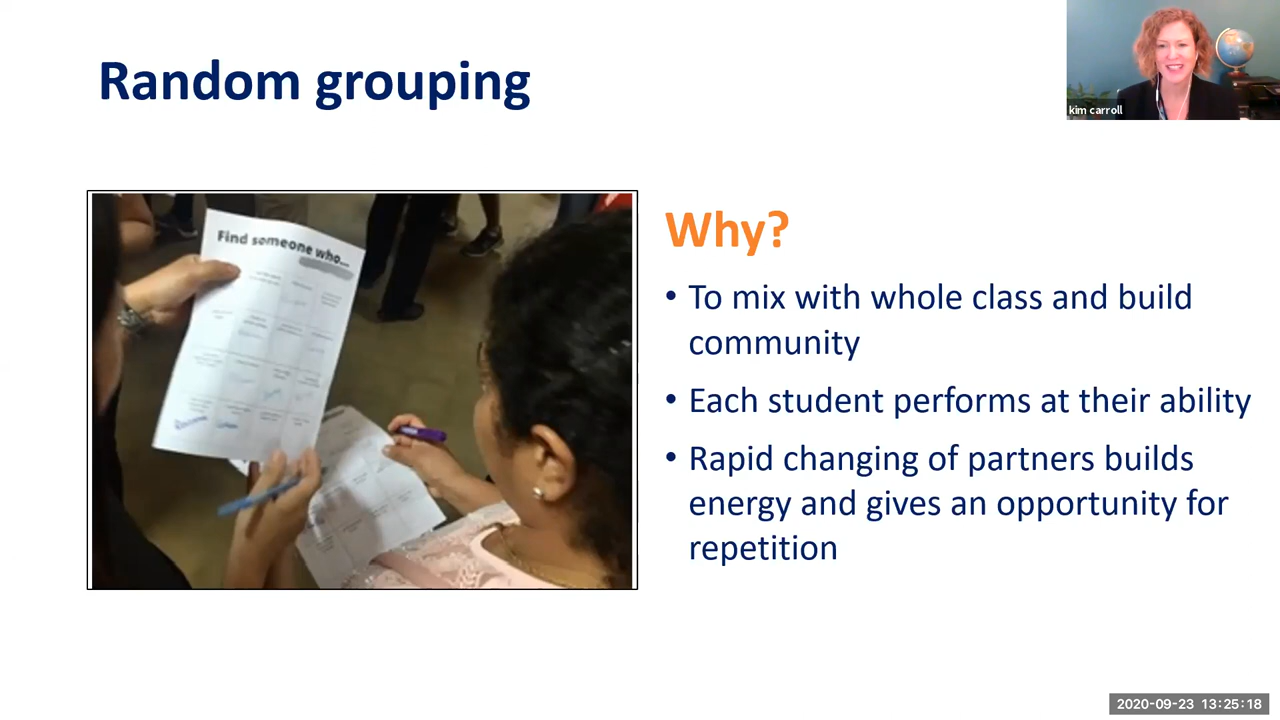 Random grouping
kim carroll
Find someone who...
Why?
• To mix with whole class and build
community
• Each student performs at their ability
• Rapid changing of partners builds
energy and gives an opportunity for
repetition
2020-09-23 13:25:18